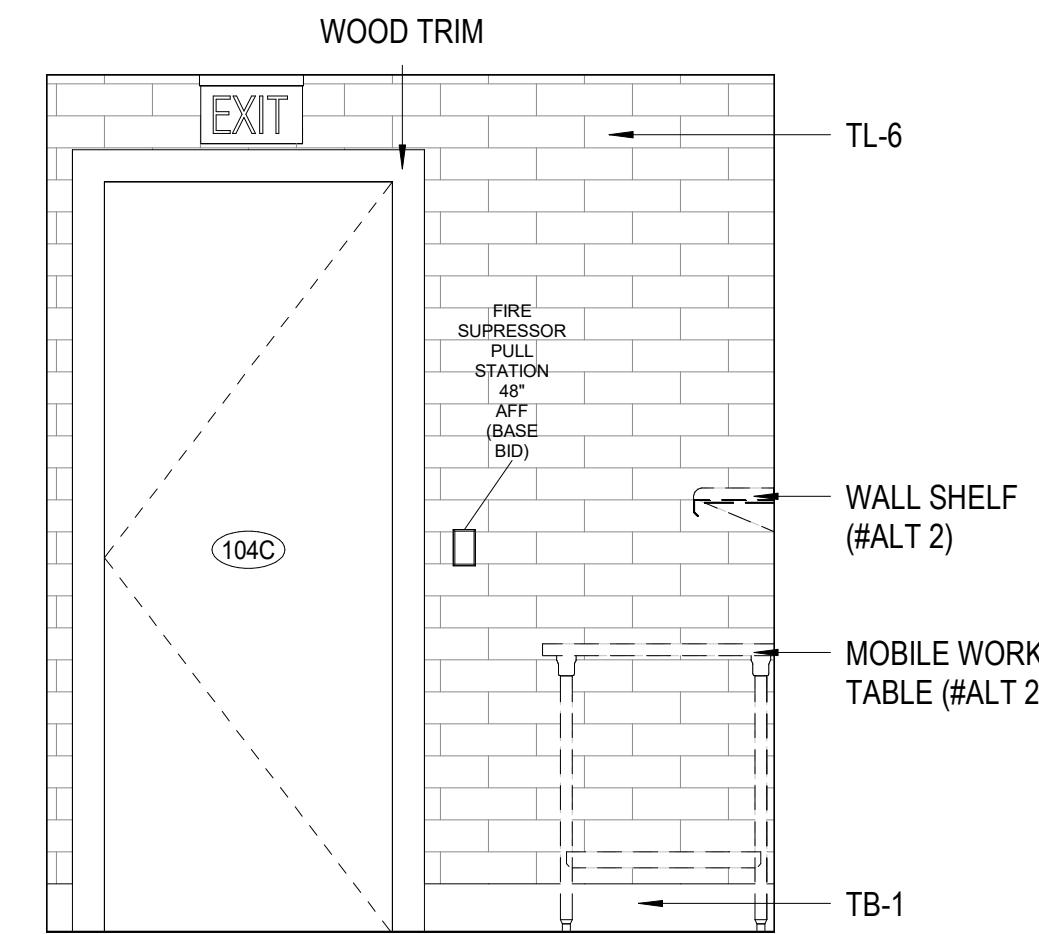 WOOD TRIM
EXIT
TL-6
FIRE
SUPRESSOR
PULL
STATION
48"
AFF
(BASE
BID)
WALL SHELF
(#ALT 2)
104C
MOBILE WORK
TABLE (#ALT 2
TB-1